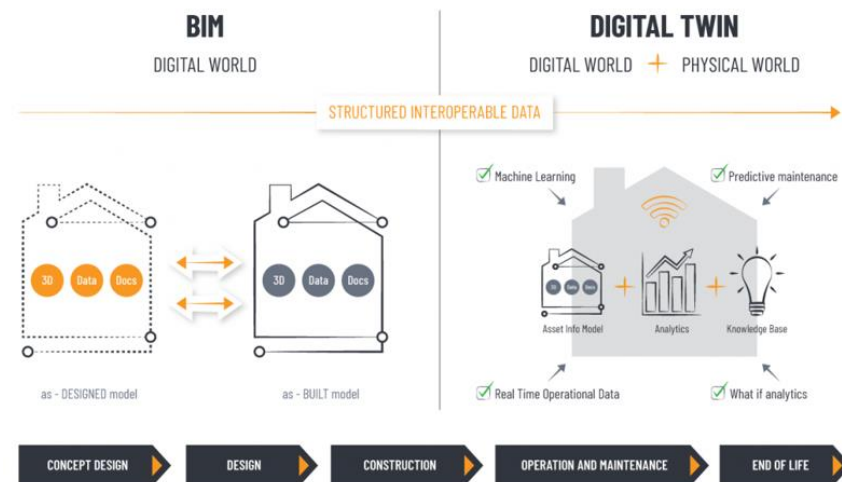 BIM
DIGITAL WORLD
DIGITAL TWIN
DIGITAL WORLD + PHYSICAL WORLD
STRUCTURED INTEROPERABLE DATA
3D Data Docs
as - DESIGNED model
3D Data Docs
as - BUILT model
Machine Learning
Predictive maintenance
3D Data Docs
Asset Info Model
Analytics
Knowledge Base
Real Time Operational Data
What if analytics
CONCEPT DESIGN
DESIGN
CONSTRUCTION
OPERATION AND MAINTENANCE
END OF LIFE